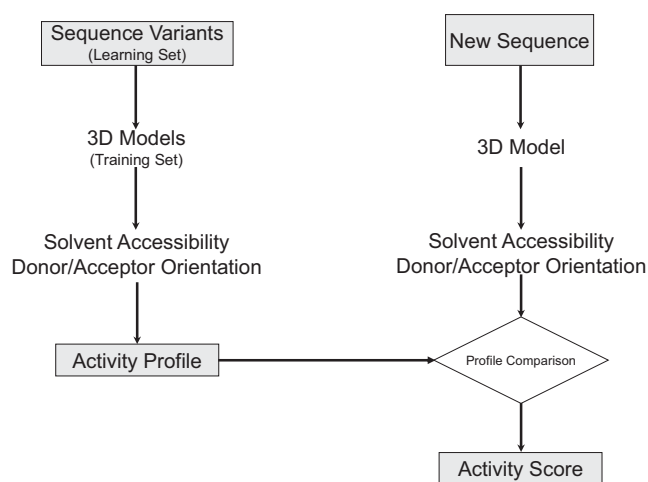 Sequence Variants
(Learning Set)
3D Models
(Training Set)
Solvent Accessibility
Donor/Acceptor Orientation
Activity Profile
New Sequence
3D Model
Solvent Accessibility
Donor/Acceptor Orientation
Profile Comparison
Activity Score